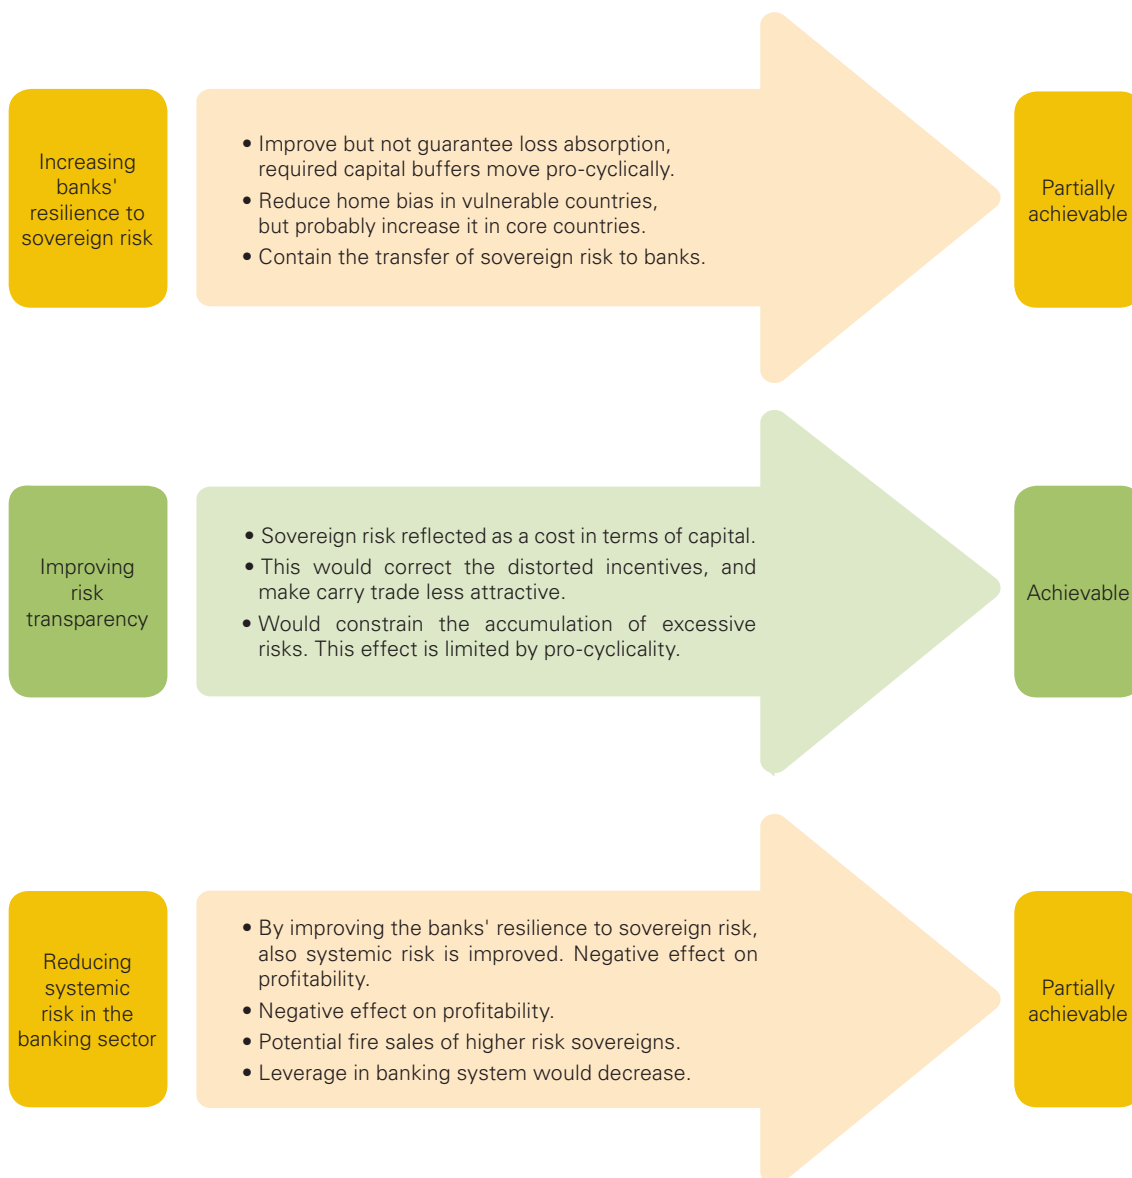 Increasing
banks'
resilience to
sovereign risk
• Improve but not guarantee loss absorption,
required capital buffers move pro-cyclically.
• Reduce home bias in vulnerable countries,
but probably increase it in core countries.
• Contain the transfer of sovereign risk to banks.
Partially
achievable
Improving
risk
transparency
• Sovereign risk reflected as a cost in terms of capital.
• This would correct the distorted incentives, and
make carry trade less attractive.
• Would constrain the accumulation of excessive
risks. This effect is limited by pro-cyclicality.
Achievable
Reducing
systemic
risk in the
banking sector
• By improving the banks' resilience to sovereign risk,
also systemic risk is improved. Negative effect on
profitability.
• Negative effect on profitability.
• Potential fire sales of higher risk sovereigns.
• Leverage in banking system would decrease.
Partially
achievable